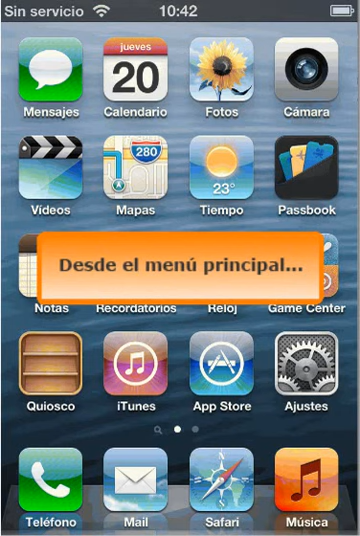 Sin servicio 10:42
jueves
20
280
23°
Mensajes Calendario Fotos Cámara
Vídeos Mapas Tiempo Passbook
Desde el menú principal...
Notas Recordatorios Reloj Game Center
Quiosco iTunes App Store Ajustes
Teléfono Mail Safari Música